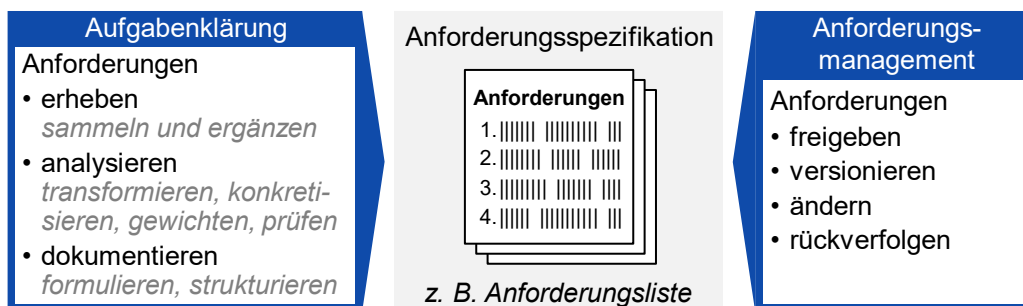 Aufgabenklärung
Anforderungen
• erheben
sammeln und ergänzen
• analysieren
transformieren, konkreti-
sieren, gewichten, prüfen
• dokumentieren
formulieren, strukturieren
Anforderungsspezifikation
Anforderungen
1.
2.
3.
4.
z. B. Anforderungsliste
Anforderungs-
management
Anforderungen
• freigeben
• versionieren
• ändern
• rückverfolgen